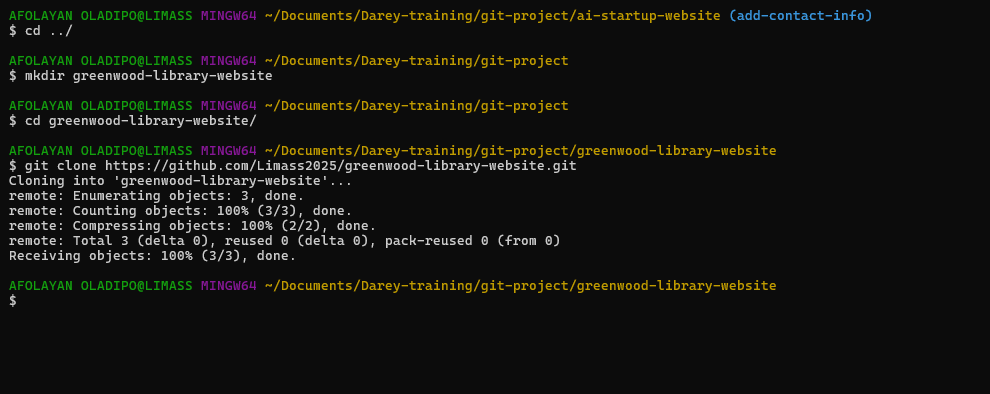 AFOLAYAN OLADIPO@LIMASS MINGW64 ~/Documents/Darey-training/git-project/ai-startup-website (add-contact-info)
$ cd ../
AFOLAYAN OLADIPO@LIMASS MINGW64 ~/Documents/Darey-training/git-project
$ mkdir greenwood-library-website
AFOLAYAN OLADIPO@LIMASS MINGW64 ~/Documents/Darey-training/git-project
$ cd greenwood-library-website/
AFOLAYAN OLADIPO@LIMASS MINGW64 ~/Documents/Darey-training/git-project/greenwood-library-website
$ git clone https://github.com/Limass2025/greenwood-library-website.git
Cloning into 'greenwood-library-website'...
remote: Enumerating objects: 3, done.
remote: Counting objects: 100% (3/3), done.
remote: Compressing objects: 100% (2/2), done.
remote: Total 3 (delta 0), reused 0 (delta 0), pack-reused 0 (from 0)
Receiving objects: 100% (3/3), done.
AFOLAYAN OLADIPO@LIMASS MINGW64 ~/Documents/Darey-training/git-project/greenwood-library-website
$